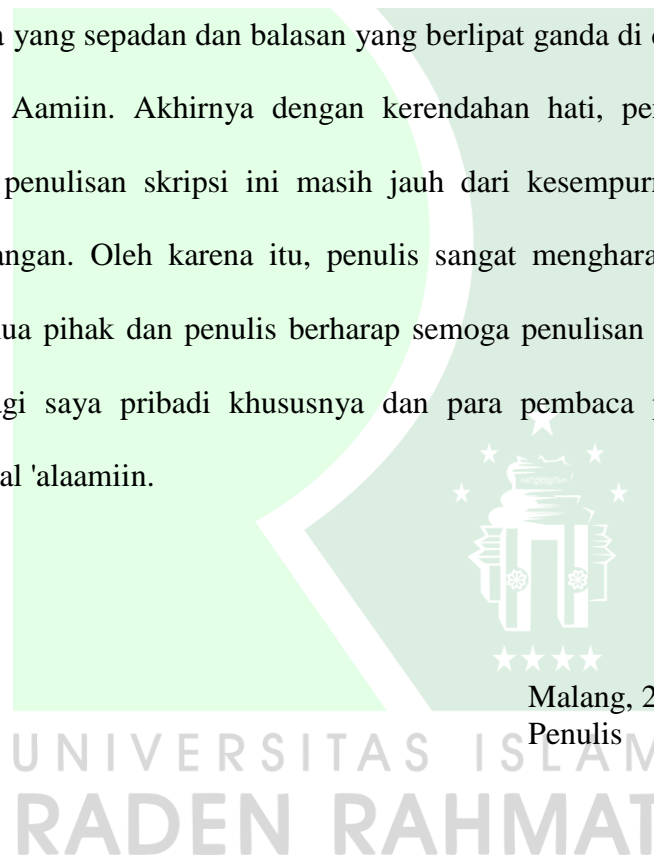 yang sepadan dan balasan yang berlipat ganda di
Aamiin. Akhirnya dengan kerendahan hati,
penulisan skripsi ini masih jauh dari
angan. Oleh karena itu, penulis sangat
ua pihak dan penulis berharap semoga penulisan
agi saya pribadi khususnya dan para pembaca
al 'alaamiin.
Malang, 2
Penulis
UNIVERSITAS ISLAM
RADEN RAHMAT